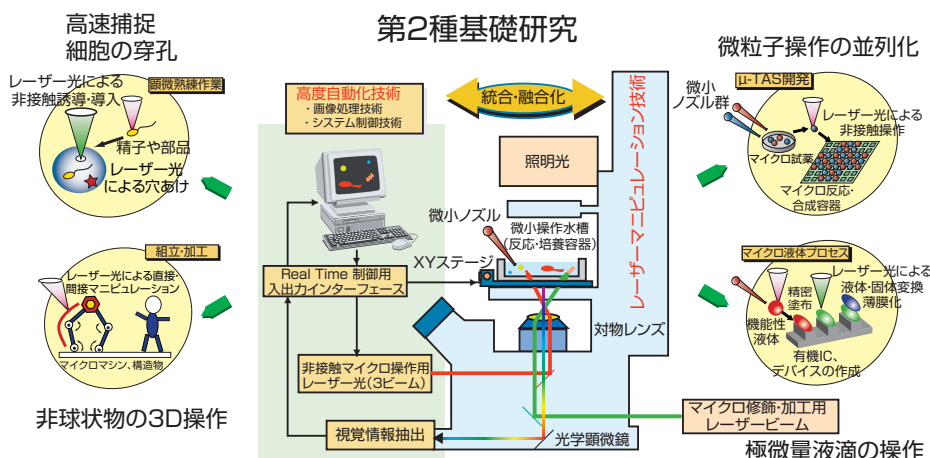 第2種基礎研究
高速捕捉
細胞の穿孔
レーザー光による
非接触誘導・導入
顕微熟練作業
精子や部品
レーザー光
による穴あけ
組立・加工
レーザー光による直接・
間接マニピュレーション
マイクロマシン、構造物
非球状物の3D操作
高度自動化技術
・画像処理技術
・システム制御技術
統合・融合化
レーザーマニピュレーション技術
照明光
微小ノズル
微小操作水槽
(反応・培養容器)
XYステージ
Real Time 制御用
入出力インターフェース
対物レンズ
非接触マイクロ操作用
レーザー光(3ビーム)
視覚情報抽出
光学顕微鏡
マイクロ修飾・加工用
レーザービーム
微粒子操作の並列化
μ-TAS開発
微小
ノズル群
レーザー光による
非接触操作
マイクロ試薬
マイクロ反応・
合成容器
マイクロ液体プロセス
レーザー光による
液体・固体変換
薄膜化
精密
塗布
機能性
液体
有機IC、
デバイスの作成
極微量液滴の操作